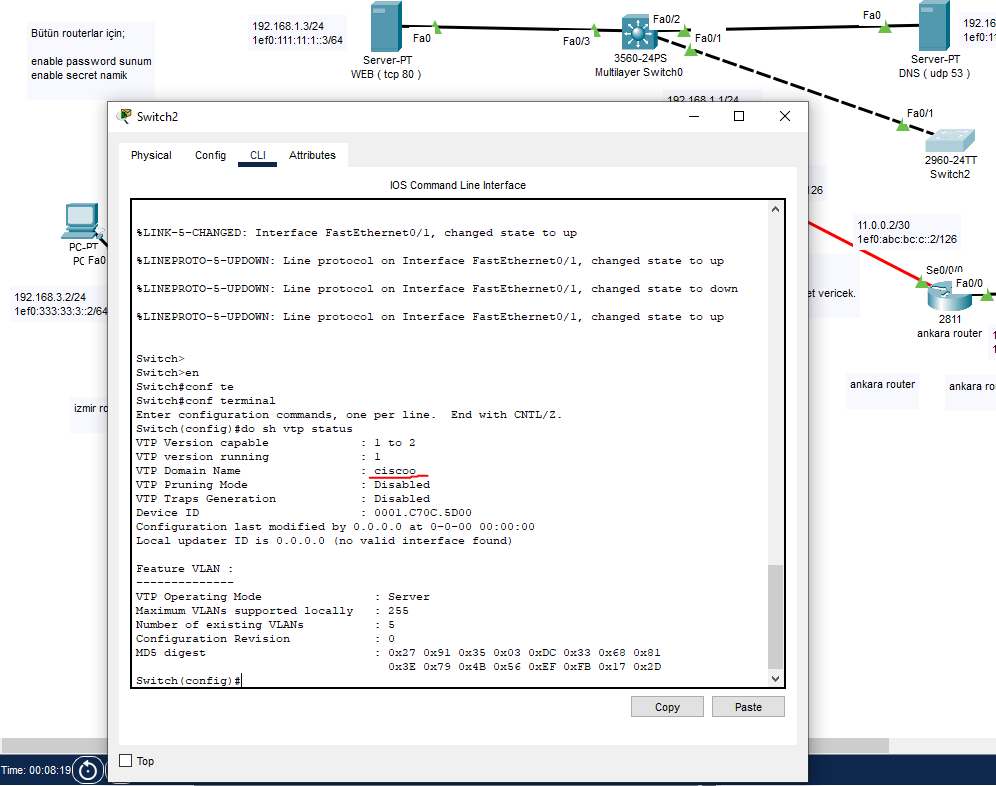 Bütün routerlar için;
enable password sunum
enable secret namik
192.168.1.3/24
1ef0:111:11:1::3/64
Fa0
Server-PT
WEB ( tcp 80 )
Fa0/3
Fa0/2
Fa0/1
3560-24PS
Multilayer Switch0
Fa0
Server-PT
DNS ( udp 53 )
192.16
1ef0:11
192.168.1.1/24
Fa0/1
2960-24TT
Switch2
Switch2
Physical
Config
CLI
Attributes
IOS Command Line Interface
%LINK-5-CHANGED: Interface FastEthernet0/1, changed state to up
%LINEPROTO-5-UPDOWN: Line protocol on Interface FastEthernet0/1, changed state to up
%LINEPROTO-5-UPDOWN: Line protocol on Interface FastEthernet0/1, changed state to down
%LINEPROTO-5-UPDOWN: Line protocol on Interface FastEthernet0/1, changed state to up
Switch>
Switch>en
Switch#conf te
Switch#conf terminal
Enter configuration commands, one per line.  End with CNTL/Z.
Switch(config)#do sh vtp status
VTP Version capable : 1 to 2
VTP version running : 1
VTP Domain Name : ciscoo
VTP Pruning Mode : Disabled
VTP Traps Generation : Disabled
Device ID : 0001.C70C.5D00
Configuration last modified by 0.0.0.0 at 0-0-00 00:00:00
Local updater ID is 0.0.0.0 (no valid interface found)
Feature VLAN :
--------------
VTP Operating Mode : Server
Maximum VLANs supported locally : 255
Number of existing VLANs : 5
Configuration Revision : 0
MD5 digest : 0x27 0x91 0x35 0x03 0xDC 0x33 0x68 0x81
0x3E 0x79 0x4B 0x56 0xEF 0xFB 0x17 0x2D
Switch(config)#
Copy
Paste
Top
PC-PT
PC Fa0
192.168.3.2/24
1ef0:333:33:3::2/64
izmir ro
126
11.0.0.2/30
1ef0:abc:bc:c::2/126
et vericek.
Se0/0/0
Fa0/0
2811
ankara router
ankara router
ankara rou
Time: 00:08:19